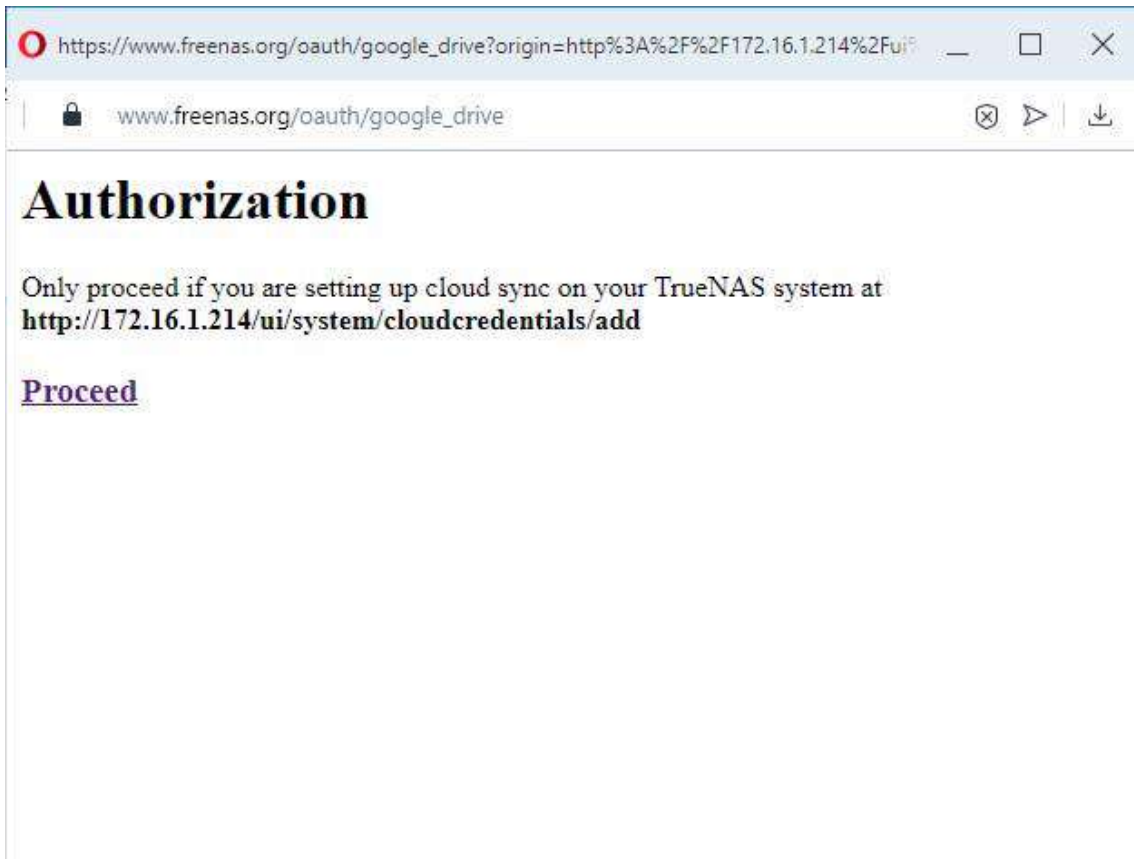 https://www.freenas.org/oauth/google_drive?origin=http%3A%2F%2F172.16.1.214%2Fui
www.freenas.org/oauth/google_drive
Authorization
Only proceed if you are setting up cloud sync on your TrueNAS system at
http://172.16.1.214/ui/system/cloudcredentials/add
Proceed